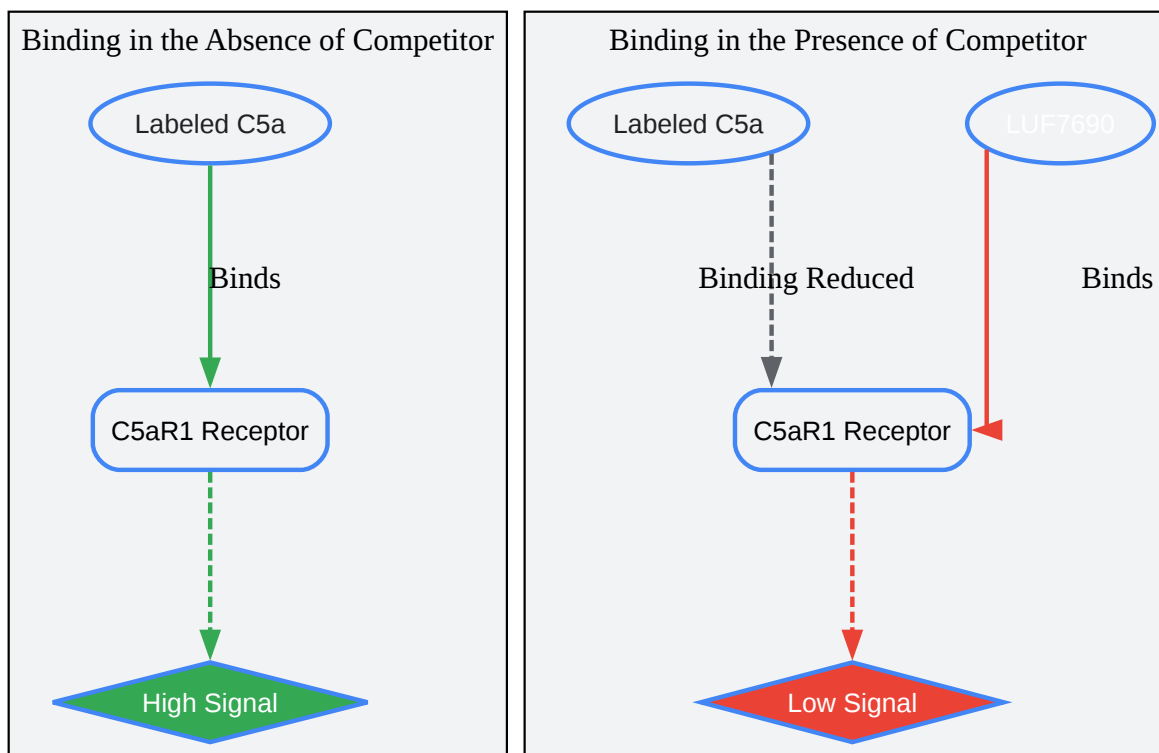 Binding in the Absence of Competitor
Labeled C5a
Binds
C5aR1 Receptor
High Signal
Binding in the Presence of Competitor
Labeled C5a
LUF7690
Binding Reduced
Binds
C5aR1 Receptor
Low Signal